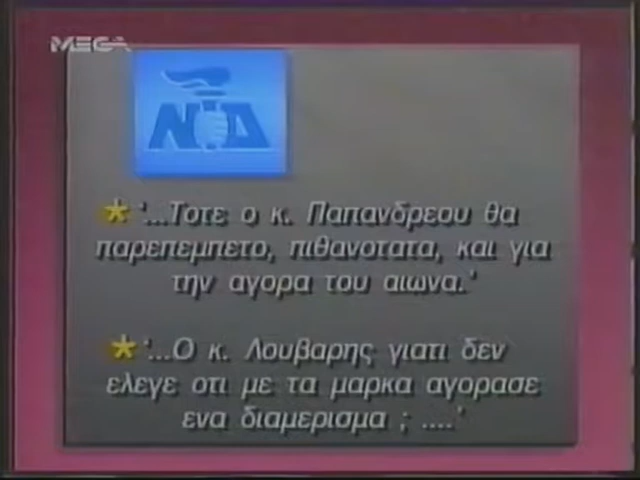 MEGA
ΝΔ
* '...Τοτε ο κ. Παπανδρεου θα
παρεπεμπετο, πιθανοτατα, και για
την αγορα του αιωνα.'
* '...Ο κ. Λουβαρης γιατι δεν
ελεγε οτι με τα μαρκα αγορασε
ενα διαμερισμα ; ....'